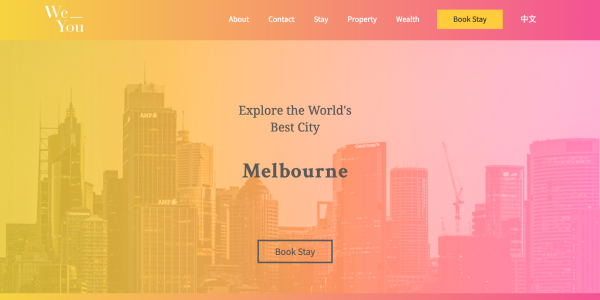 We_
You
About Contact Stay Property Wealth Book Stay 中文
Explore the World's
Best City
Melbourne
Book Stay